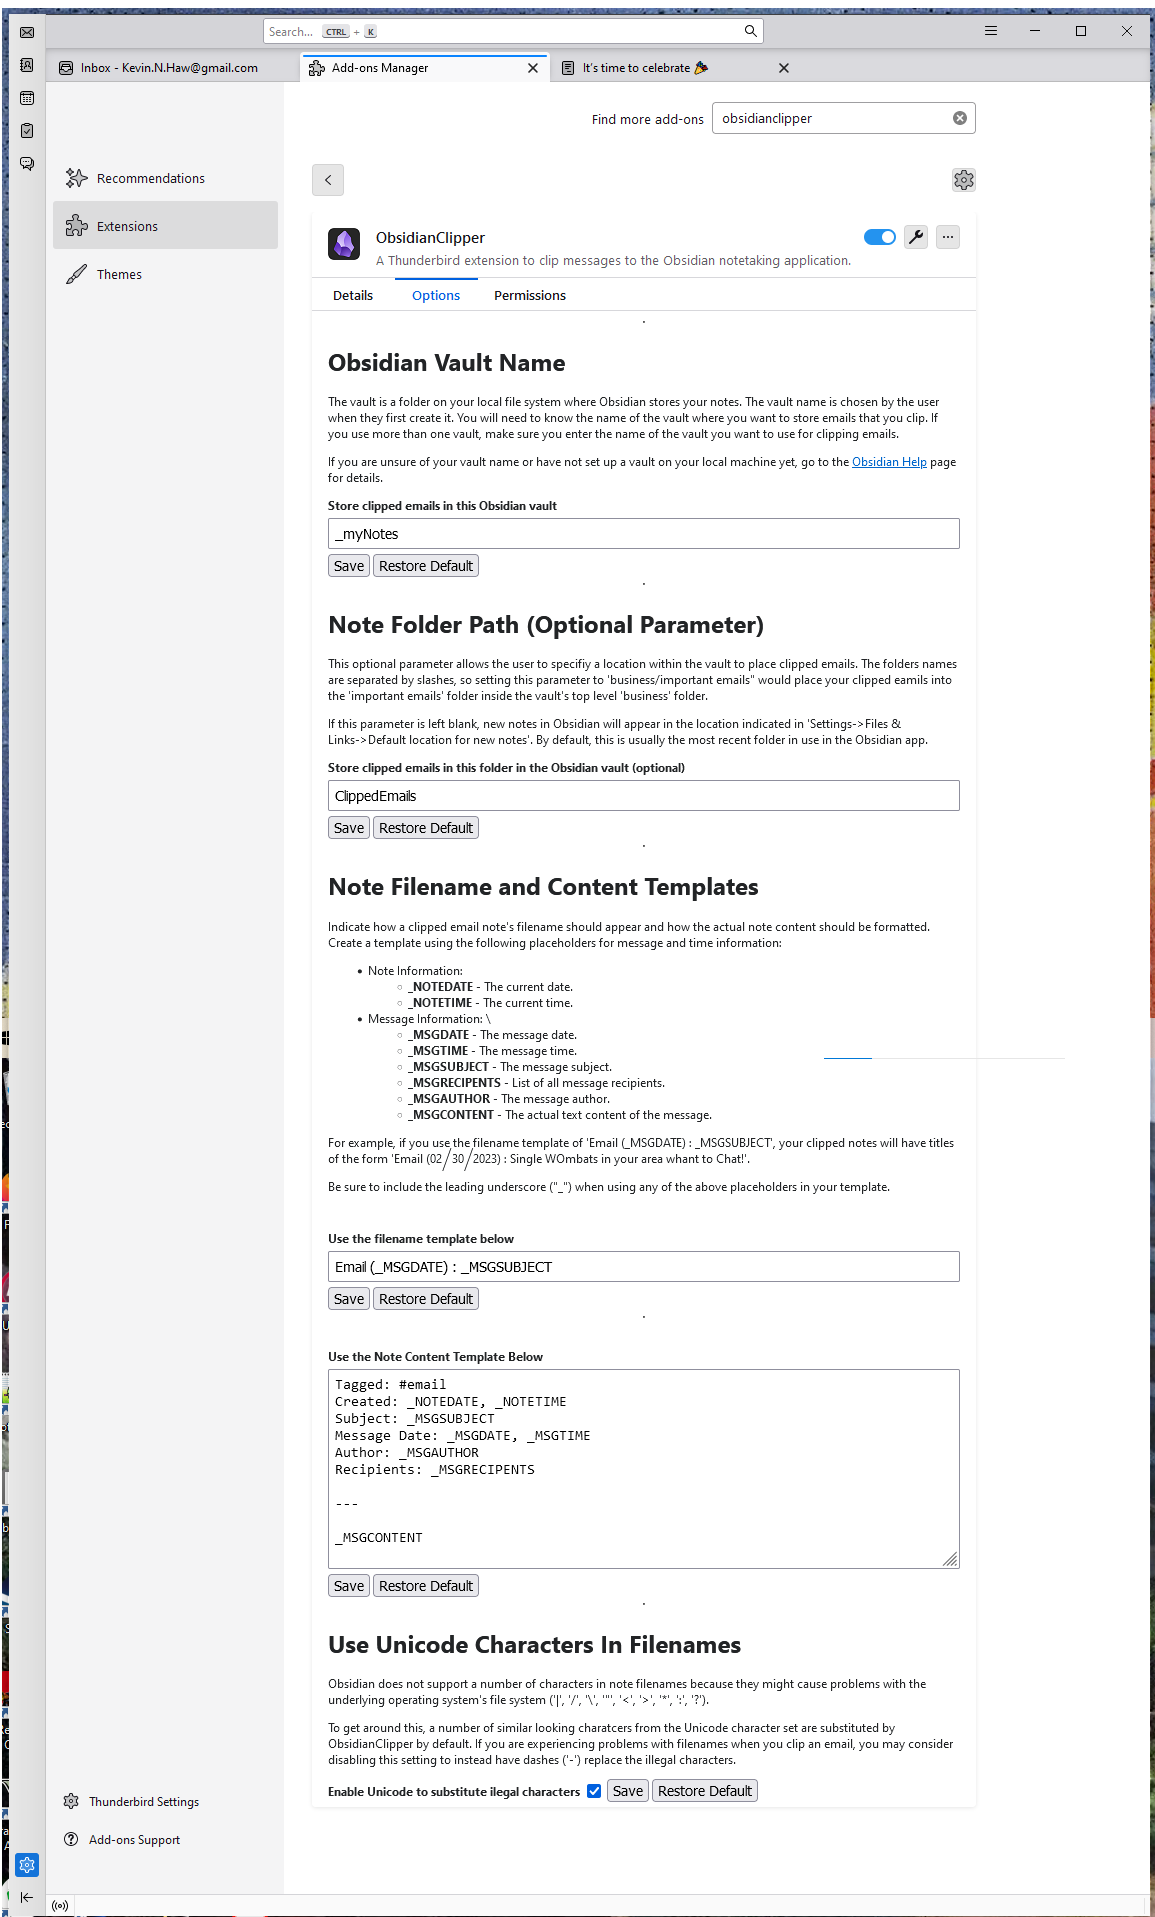 Search... CTRL + K
Inbox - Kevin.N.Haw@gmail.com
Add-ons Manager
It's time to celebrate 🎉
Find more add-ons obsidianclipper
Recommendations
Extensions
Themes
ObsidianClipper
A Thunderbird extension to clip messages to the Obsidian notetaking application.
Details Options Permissions
Obsidian Vault Name
The vault is a folder on your local file system where Obsidian stores your notes. The vault name is chosen by the user
when they first create it. You will need to know the name of the vault where you want to store emails that you clip. If
you use more than one vault, make sure you enter the name of the vault you want to use for clipping emails.
If you are unsure of your vault name or have not set up a vault on your local machine yet, go to the Obsidian Help page
for details.
Store clipped emails in this Obsidian vault
_myNotes
Save Restore Default
Note Folder Path (Optional Parameter)
This optional parameter allows the user to specifiy a location within the vault to place clipped emails. The folders names
are separated by slashes, so setting this parameter to 'business/important emails" would place your clipped eamils into
the 'important emails' folder inside the vault's top level 'business' folder.
If this parameter is left blank, new notes in Obsidian will appear in the location indicated in 'Settings->Files &
Links->Default location for new notes'. By default, this is usually the most recent folder in use in the Obsidian app.
Store clipped emails in this folder in the Obsidian vault (optional)
ClippedEmails
Save Restore Default
Note Filename and Content Templates
Indicate how a clipped email note's filename should appear and how the actual note content should be formatted.
Create a template using the following placeholders for message and time information:
• Note Information:
◦ _NOTEDATE - The current date.
◦ _NOTETIME - The current time.
• Message Information: \
◦ _MSGDATE - The message date.
◦ _MSGTIME - The message time.
◦ _MSGSUBJECT - The message subject.
◦ _MSGRECIPENTS - List of all message recipients.
◦ _MSGAUTHOR - The message author.
◦ _MSGCONTENT - The actual text content of the message.
For example, if you use the filename template of 'Email (_MSGDATE) : _MSGSUBJECT', your clipped notes will have titles
of the form 'Email (02╱30╱2023) : Single WOmbats in your area whant to Chat!'.
Be sure to include the leading underscore ("_") when using any of the above placeholders in your template.
Use the filename template below
Email (_MSGDATE) : _MSGSUBJECT
Save Restore Default
Use the Note Content Template Below
Tagged: #email
Created: _NOTEDATE, _NOTETIME
Subject: _MSGSUBJECT
Message Date: _MSGDATE, _MSGTIME
Author: _MSGAUTHOR
Recipients: _MSGRECIPENTS
---
_MSGCONTENT
Save Restore Default
Use Unicode Characters In Filenames
Obsidian does not support a number of characters in note filenames because they might cause problems with the
underlying operating system's file system ('|', '/', '\', '"', '<', '>', '*', ':', '?').
To get around this, a number of similar looking charatcers from the Unicode character set are substituted by
ObsidianClipper by default. If you are experiencing problems with filenames when you clip an email, you may consider
disabling this setting to instead have dashes ('-') replace the illegal characters.
Enable Unicode to substitute ilegal characters Save Restore Default
Thunderbird Settings
Add-ons Support